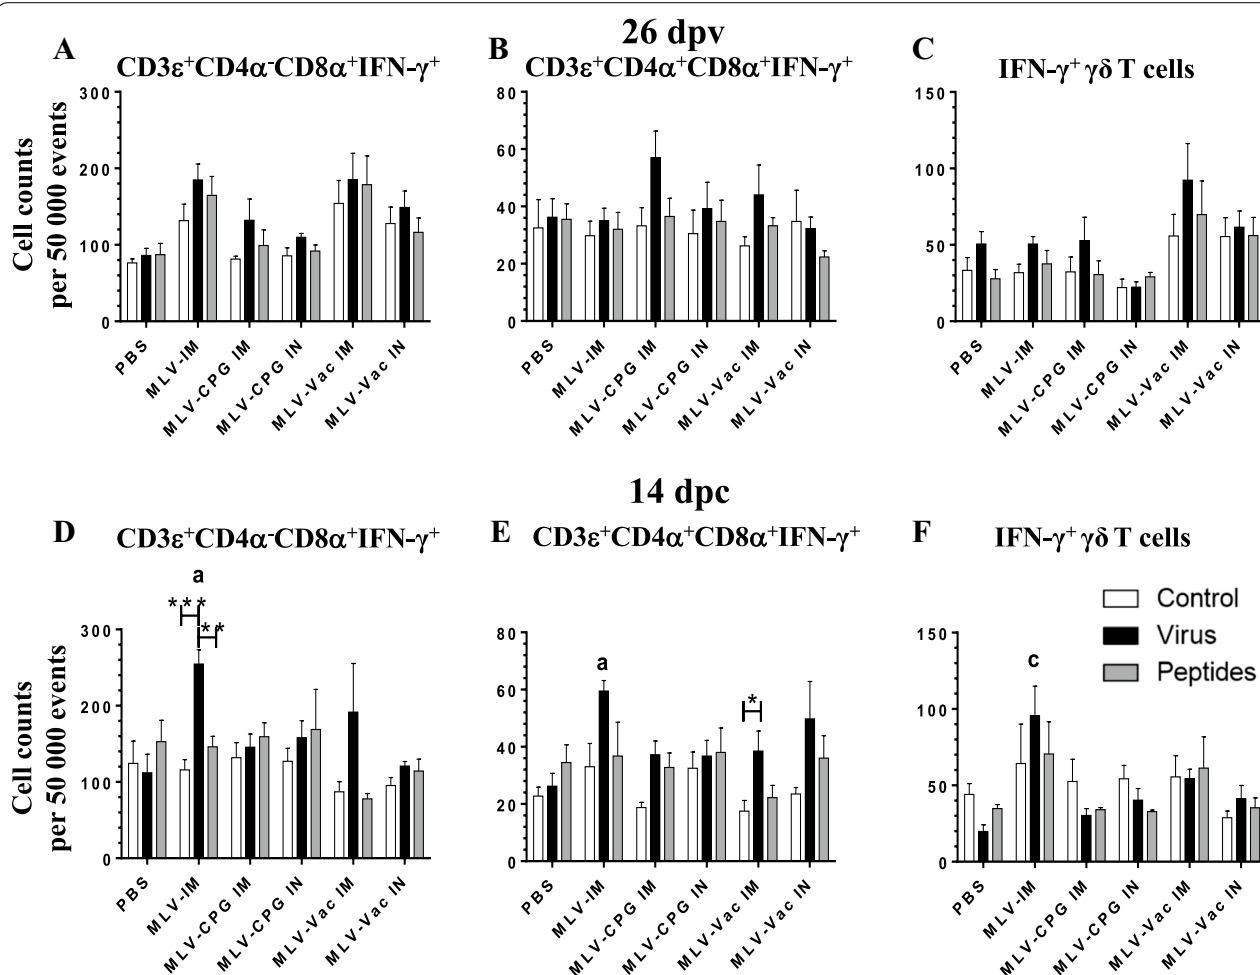 26 dpv
A
CD3ε⁺CD4α⁻CD8α⁺IFN-γ⁺
B
CD3ε⁺CD4α⁺CD8α⁺IFN-γ⁺
C
IFN-γ⁺ γδ T cells
Cell counts
per 50 000 events
300
200
100
0
PBS
MLV-IM
MLV-CPG IM
MLV-CPG IN
MLV-Vac IM
MLV-Vac IN
80
60
40
20
0
PBS
MLV-IM
MLV-CPG IM
MLV-CPG IN
MLV-Vac IM
MLV-Vac IN
150
100
50
0
PBS
MLV-IM
MLV-CPG IM
MLV-CPG IN
MLV-Vac IM
MLV-Vac IN
14 dpc
D
CD3ε⁺CD4α⁻CD8α⁺IFN-γ⁺
E
CD3ε⁺CD4α⁺CD8α⁺IFN-γ⁺
F
IFN-γ⁺ γδ T cells
Cell counts
per 50 000 events
a
***
**
300
200
100
0
PBS
MLV-IM
MLV-CPG IM
MLV-CPG IN
MLV-Vac IM
MLV-Vac IN
a
*
80
60
40
20
0
PBS
MLV-IM
MLV-CPG IM
MLV-CPG IN
MLV-Vac IM
MLV-Vac IN
Control
Virus
Peptides
c
150
100
50
0
PBS
MLV-IM
MLV-CPG IM
MLV-CPG IN
MLV-Vac IM
MLV-Vac IN